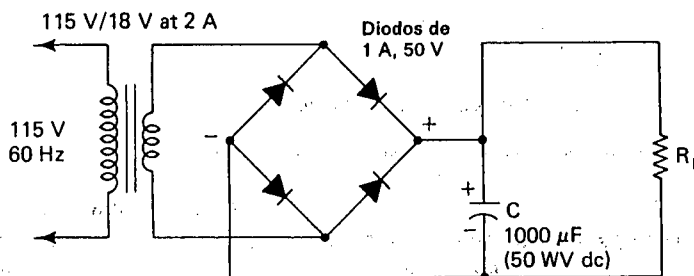 115 V/18 V at 2 A
Diodos de
1 A, 50 V
115 V
60 Hz
-
+
+
-
C
1000 µF
(50 WV dc)
R